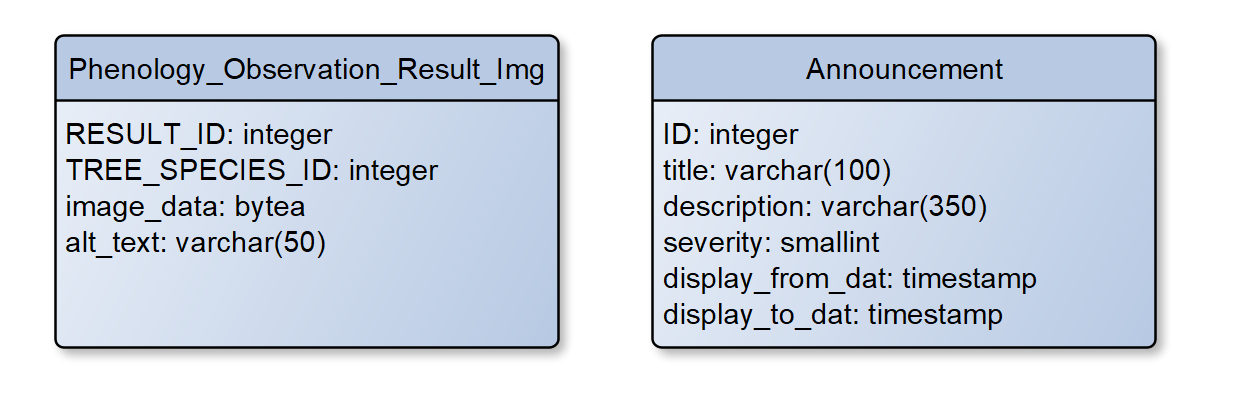 Phenology_Observation_Result_Img
RESULT_ID: integer
TREE_SPECIES_ID: integer
image_data: bytea
alt_text: varchar(50)
Announcement
ID: integer
title: varchar(100)
description: varchar(350)
severity: smallint
display_from_dat: timestamp
display_to_dat: timestamp